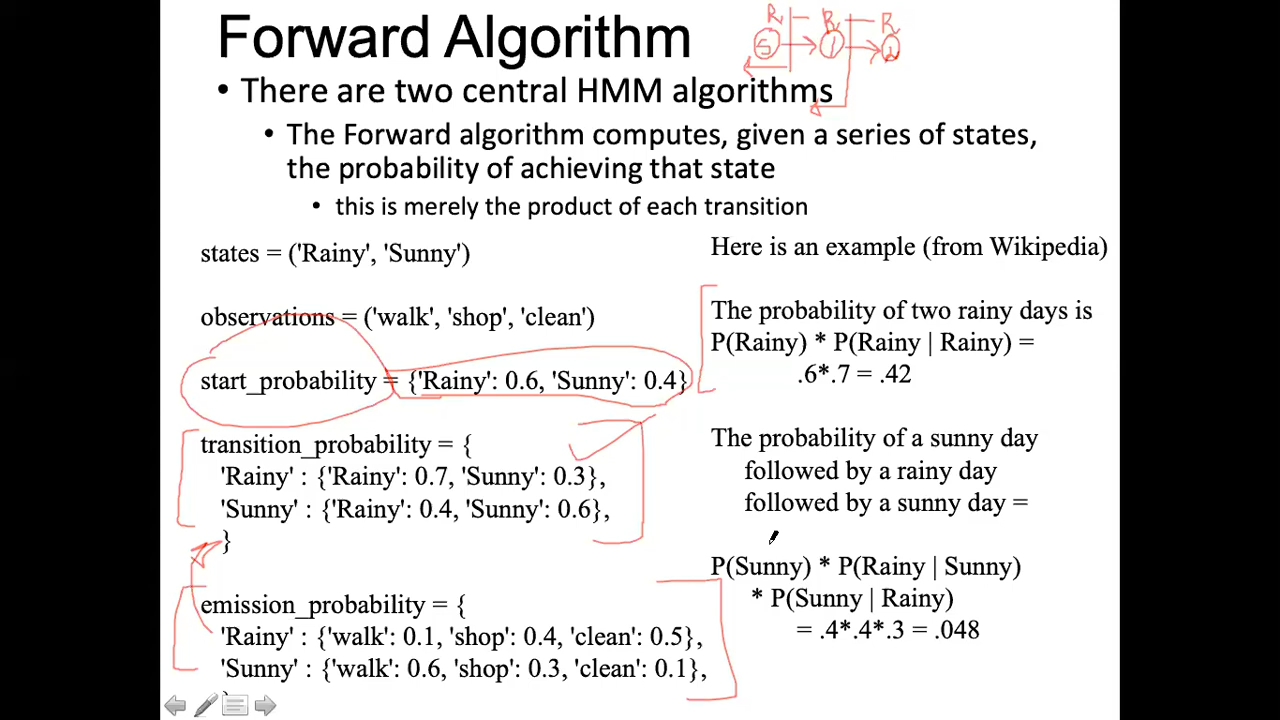 Forward Algorithm
R R R
S 1 2
• There are two central HMM algorithms
• The Forward algorithm computes, given a series of states,
the probability of achieving that state
• this is merely the product of each transition
states = ('Rainy', 'Sunny')
observations = ('walk', 'shop', 'clean')
start_probability = {'Rainy': 0.6, 'Sunny': 0.4}
transition_probability = {
'Rainy' : {'Rainy': 0.7, 'Sunny': 0.3},
'Sunny' : {'Rainy': 0.4, 'Sunny': 0.6},
}
emission_probability = {
'Rainy' : {'walk': 0.1, 'shop': 0.4, 'clean': 0.5},
'Sunny' : {'walk': 0.6, 'shop': 0.3, 'clean': 0.1},
Here is an example (from Wikipedia)
The probability of two rainy days is
P(Rainy) * P(Rainy | Rainy) =
.6*.7 = .42
The probability of a sunny day
followed by a rainy day
followed by a sunny day =
P(Sunny) * P(Rainy | Sunny)
* P(Sunny | Rainy)
= .4*.4*.3 = .048